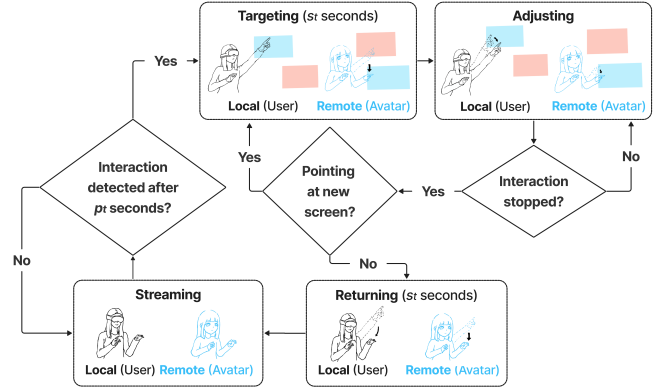 Targeting (st seconds)
Local (User)
Remote (Avatar)
Adjusting
Local (User)
Remote (Avatar)
Yes
Interaction
detected after
pt seconds?
Yes
Pointing
at new
screen?
Yes
Interaction
stopped?
No
No
No
Streaming
Local (User)
Remote (Avatar)
Returning (st seconds)
Local (User)
Remote (Avatar)